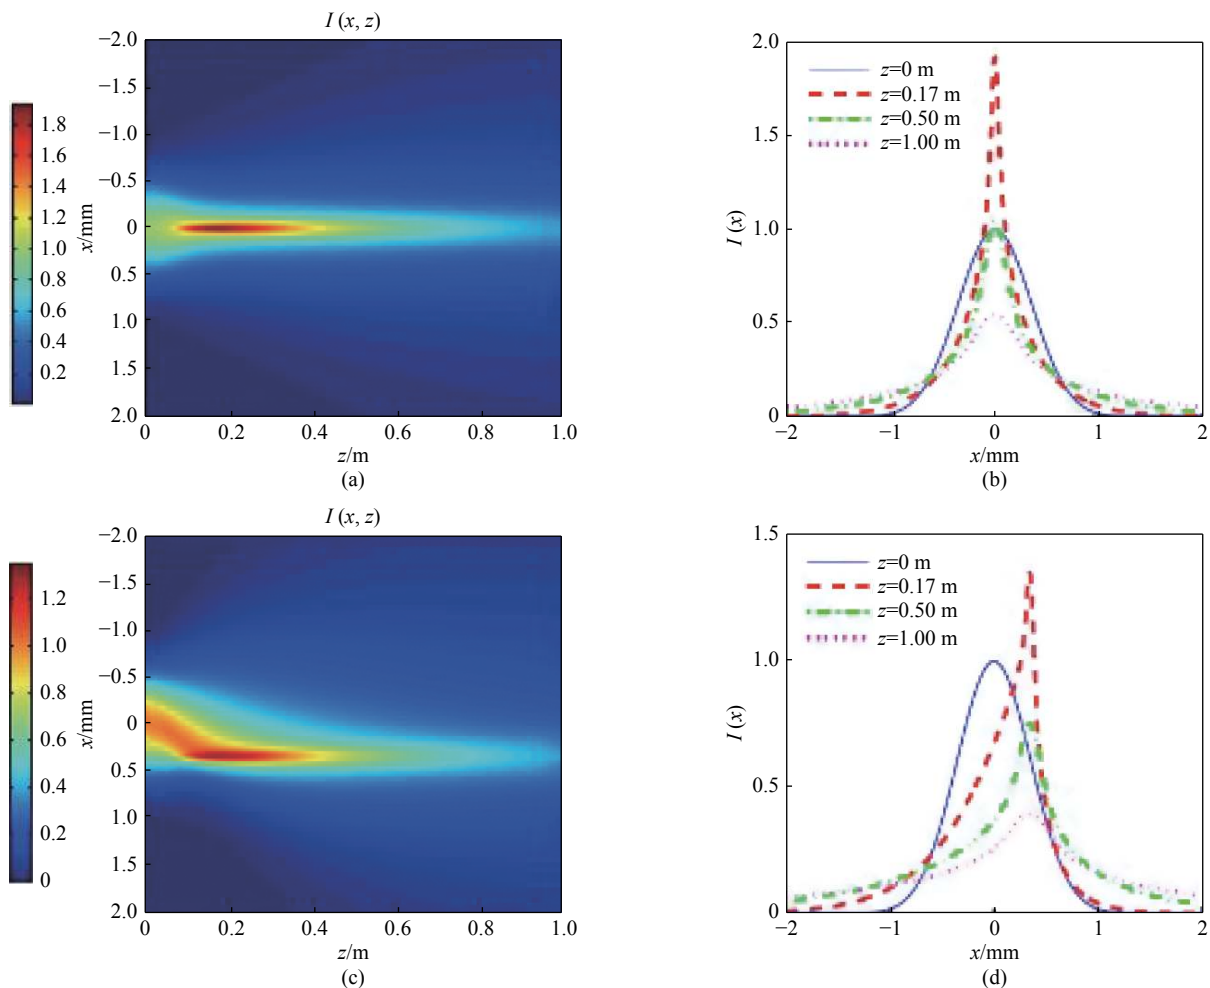 I (x, z)
−2.0
−1.5
−1.0
−0.5
0
0.5
1.0
1.5
2.0
x/mm
1.8
1.6
1.4
1.2
1.0
0.8
0.6
0.4
0.2
0 0.2 0.4 0.6 0.8 1.0
z/m
(a)
2.0
1.5
1.0
0.5
0
I (x)
z=0 m
z=0.17 m
z=0.50 m
z=1.00 m
−2 −1 0 1 2
x/mm
(b)
I (x, z)
−2.0
−1.5
−1.0
−0.5
0
0.5
1.0
1.5
2.0
x/mm
1.2
1.0
0.8
0.6
0.4
0.2
0
0 0.2 0.4 0.6 0.8 1.0
z/m
(c)
1.5
1.0
0.5
0
I (x)
z=0 m
z=0.17 m
z=0.50 m
z=1.00 m
−2 −1 0 1 2
x/mm
(d)